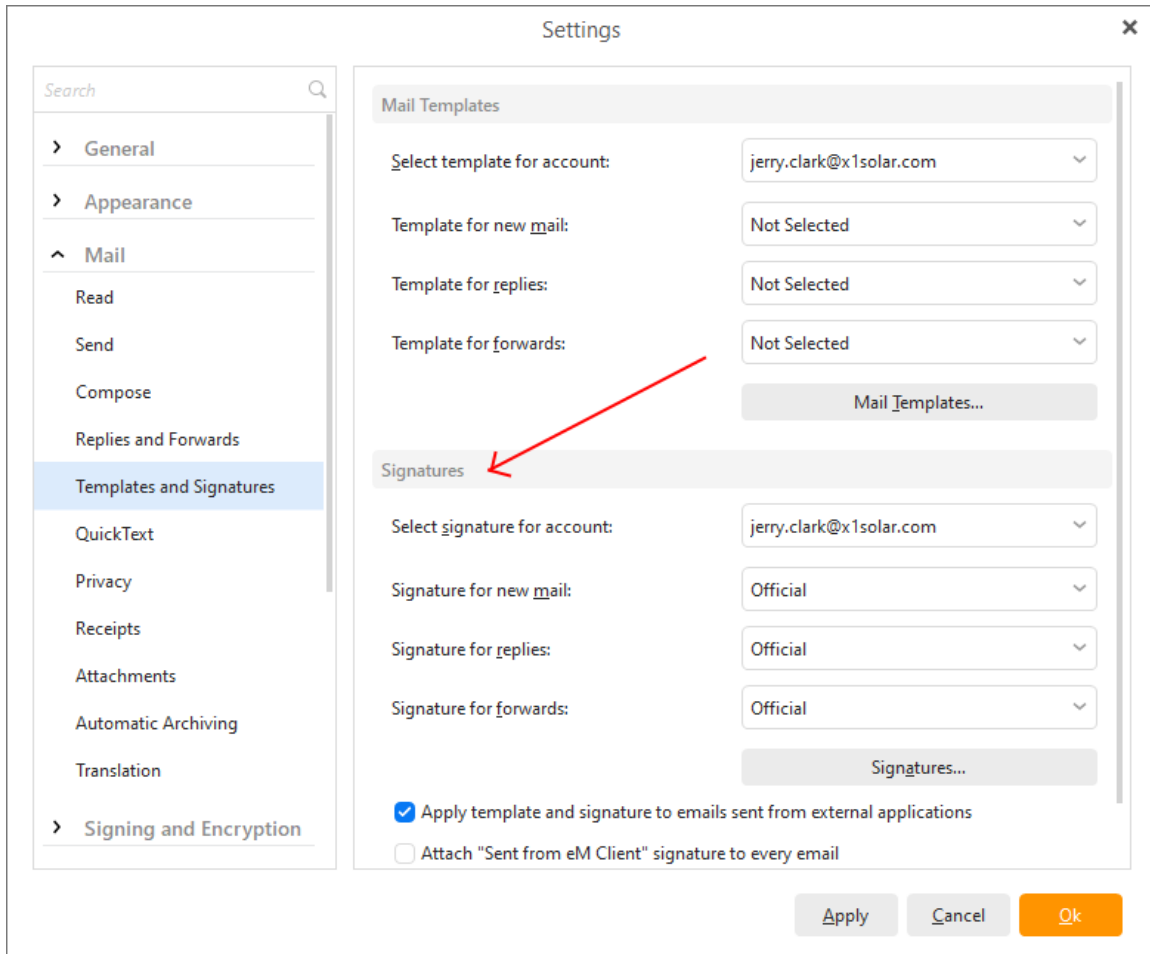 Settings
Search
General
Appearance
Mail
Read
Send
Compose
Replies and Forwards
Templates and Signatures
QuickText
Privacy
Receipts
Attachments
Automatic Archiving
Translation
Signing and Encryption
Mail Templates
Select template for account: jerry.clark@x1solar.com
Template for new mail: Not Selected
Template for replies: Not Selected
Template for forwards: Not Selected
Mail Templates...
Signatures
Select signature for account: jerry.clark@x1solar.com
Signature for new mail: Official
Signature for replies: Official
Signature for forwards: Official
Signatures...
Apply template and signature to emails sent from external applications
Attach "Sent from eM Client" signature to every email
Apply Cancel Ok